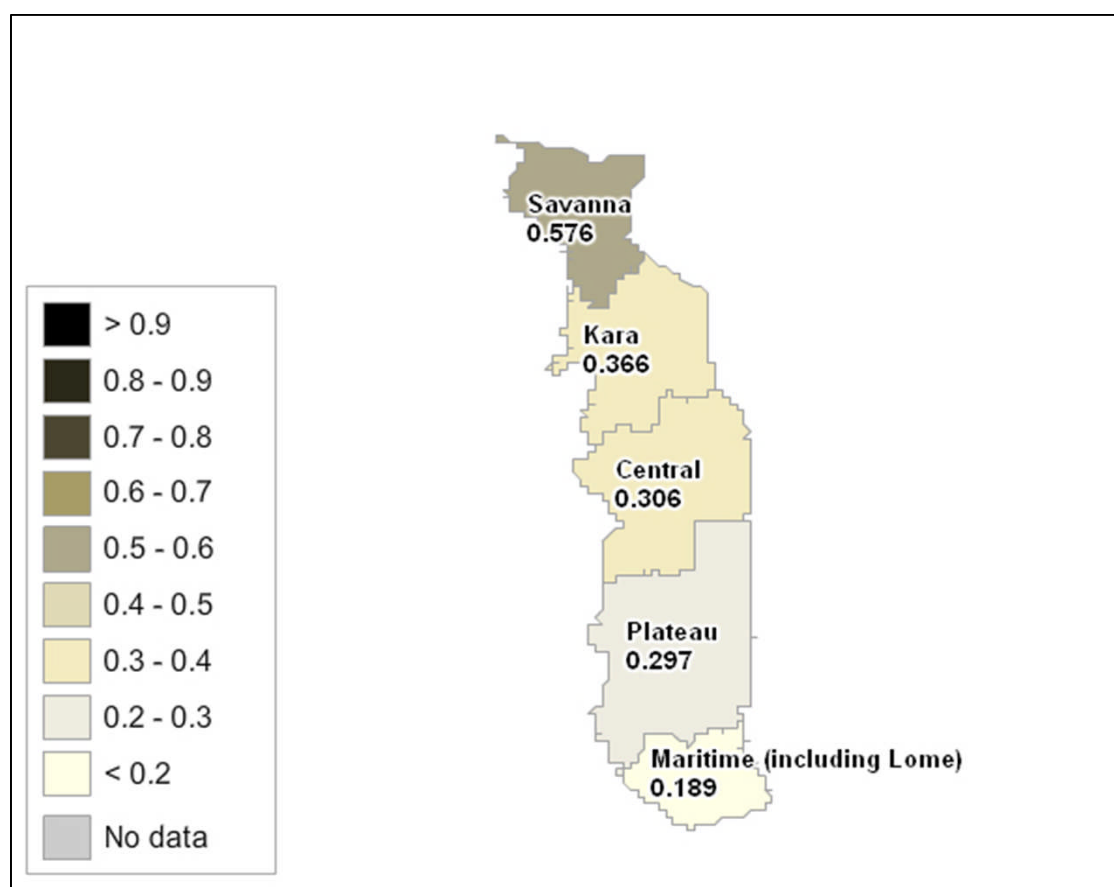 Savanna
0.576
Kara
0.366
Central
0.306
Plateau
0.297
Maritime (including Lome)
0.189
> 0.9
0.8 - 0.9
0.7 - 0.8
0.6 - 0.7
0.5 - 0.6
0.4 - 0.5
0.3 - 0.4
0.2 - 0.3
< 0.2
No data